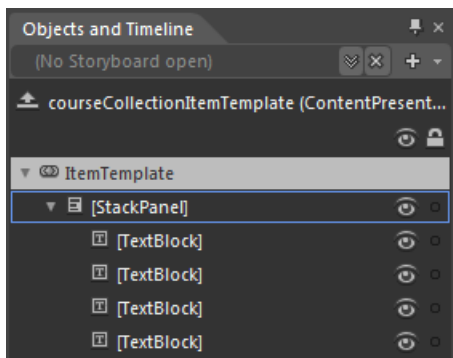 Objects and Timeline
(No Storyboard open)
courseCollectionItemTemplate (ContentPresent...
ItemTemplate
[StackPanel]
[TextBlock]
[TextBlock]
[TextBlock]
[TextBlock]